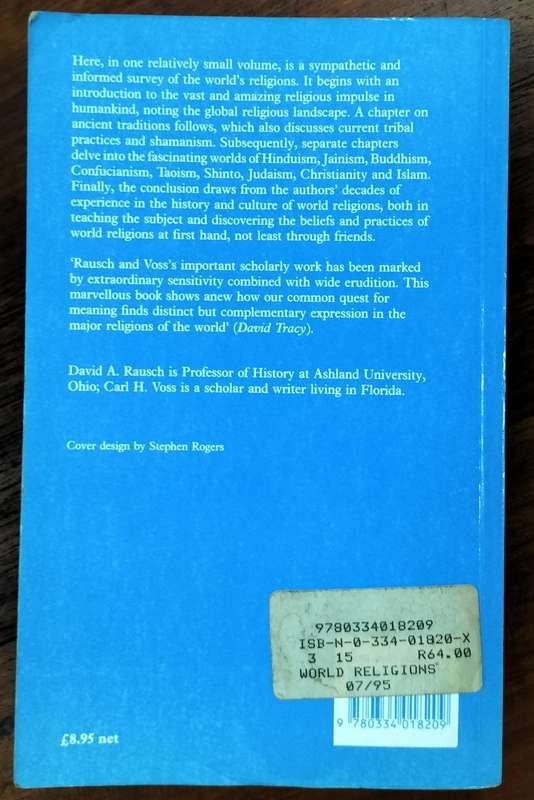 Here, in one relatively small volume, is a sympathetic and
informed survey of the world's religions. It begins with an
introduction to the vast and amazing religious impulse in
humankind, noting the global religious landscape. A chapter on
ancient traditions follows, which also discusses current tribal
practices and shamanism. Subsequently, separate chapters
delve into the fascinating worlds of Hinduism, Jainism, Buddhism,
Confucianism, Taoism, Shinto, Judaism, Christianity and Islam.
Finally, the conclusion draws from the authors' decades of
experience in the history and culture of world religions, both in
teaching the subject and discovering the beliefs and practices of
world religions at first hand, not least through friends.
'Rausch and Voss's important scholarly work has been marked
by extraordinary sensitivity combined with wide erudition. This
marvellous book shows anew how our common quest for
meaning finds distinct but complementary expression in the
major religions of the world' (David Tracy).
David A. Rausch is Professor of History at Ashland University,
Ohio; Carl H. Voss is a scholar and writer living in Florida.
Cover design by Stephen Rogers
9780334018209
ISB-N-0-334-01820-X
3 15 R64.00
WORLD RELIGIONS
07/95
9 780334 018209
£8.95 net